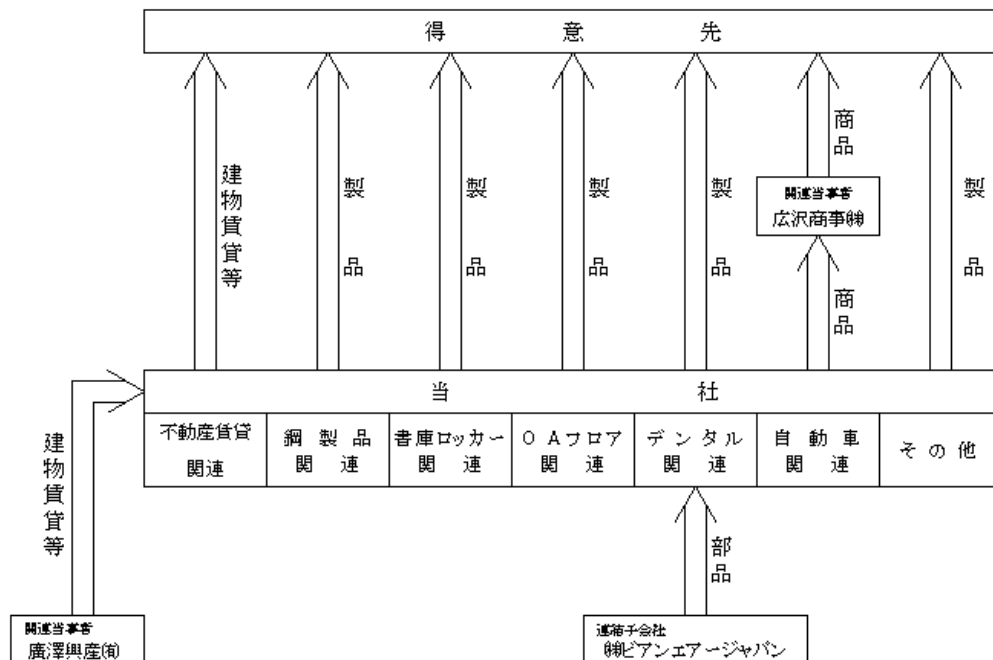 得意先
建物賃貸等
製品
製品
製品
製品
商品
製品
関連当事者
広沢商事㈱
商品
当社
不動産賃貸
関連
鋼製品
関連
書庫ロッカー
関連
OAフロア
関連
デンタル
関連
自動車
関連
その他
建物賃貸等
部品
関連当事者
廣澤興産㈲
連結子会社
㈱ビアンエアージャパン